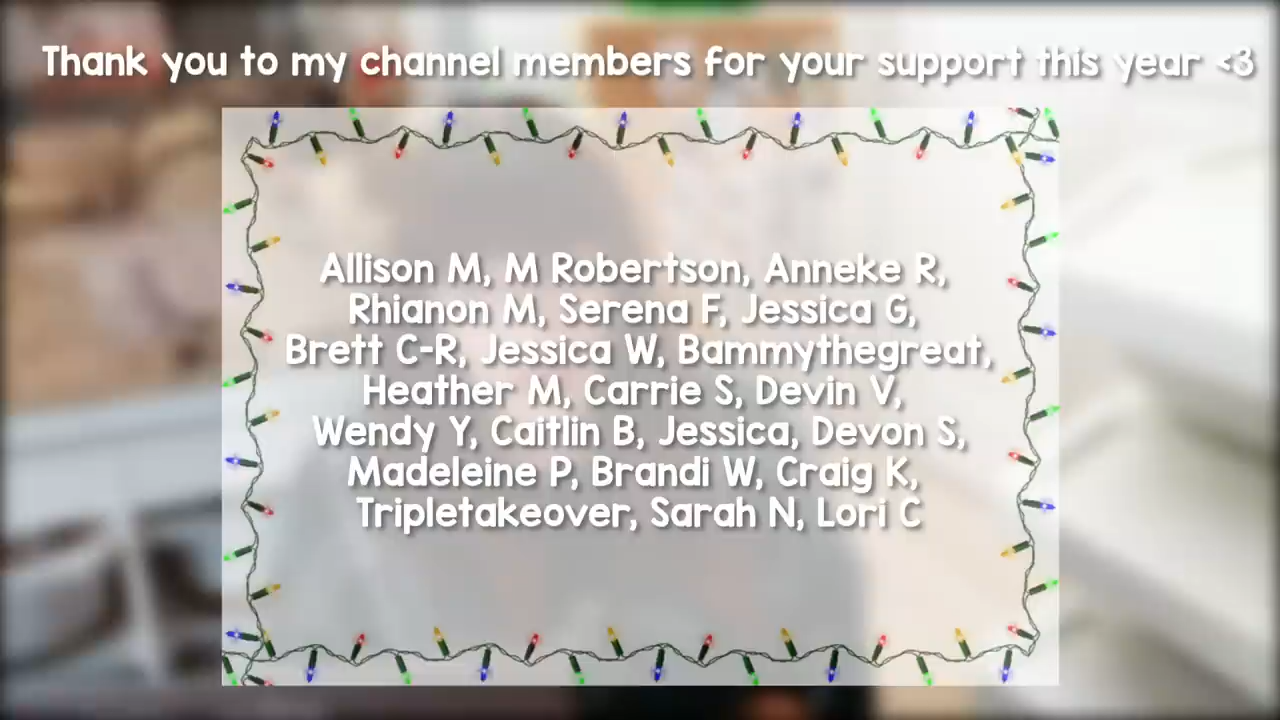 Thank you to my channel members for your support this year <3
Allison M, M Robertson, Anneke R,
Rhianon M, Serena F, Jessica G,
Brett C-R, Jessica W, Bammythegreat,
Heather M, Carrie S, Devin V,
Wendy Y, Caitlin B, Jessica, Devon S,
Madeleine P, Brandi W, Craig K,
Tripletakeover, Sarah N, Lori C